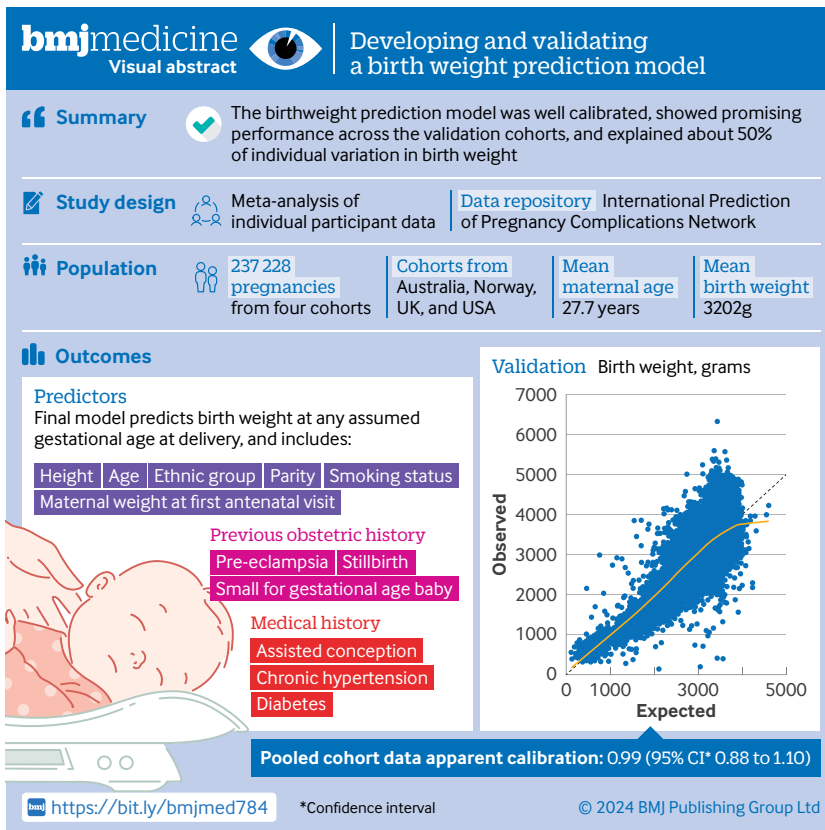 bmjmedicine
Visual abstract
Developing and validating
a birth weight prediction model
Summary
The birthweight prediction model was well calibrated, showed promising
performance across the validation cohorts, and explained about 50%
of individual variation in birth weight
Study design
Meta-analysis of
individual participant data
Data repository International Prediction
of Pregnancy Complications Network
Population
237 228
pregnancies
from four cohorts
Cohorts from
Australia, Norway,
UK, and USA
Mean
maternal age
27.7 years
Mean
birth weight
3202g
Outcomes
Predictors
Final model predicts birth weight at any assumed
gestational age at delivery, and includes:
Height Age Ethnic group Parity Smoking status
Maternal weight at first antenatal visit
Previous obstetric history
Pre-eclampsia Stillbirth
Small for gestational age baby
Medical history
Assisted conception
Chronic hypertension
Diabetes
Validation Birth weight, grams
7000
6000
5000
4000
3000
2000
1000
0
Observed
0 1000 3000 5000
Expected
Pooled cohort data apparent calibration: 0.99 (95% CI* 0.88 to 1.10)
bmj https://bit.ly/bmjmed784
*Confidence interval
© 2024 BMJ Publishing Group Ltd